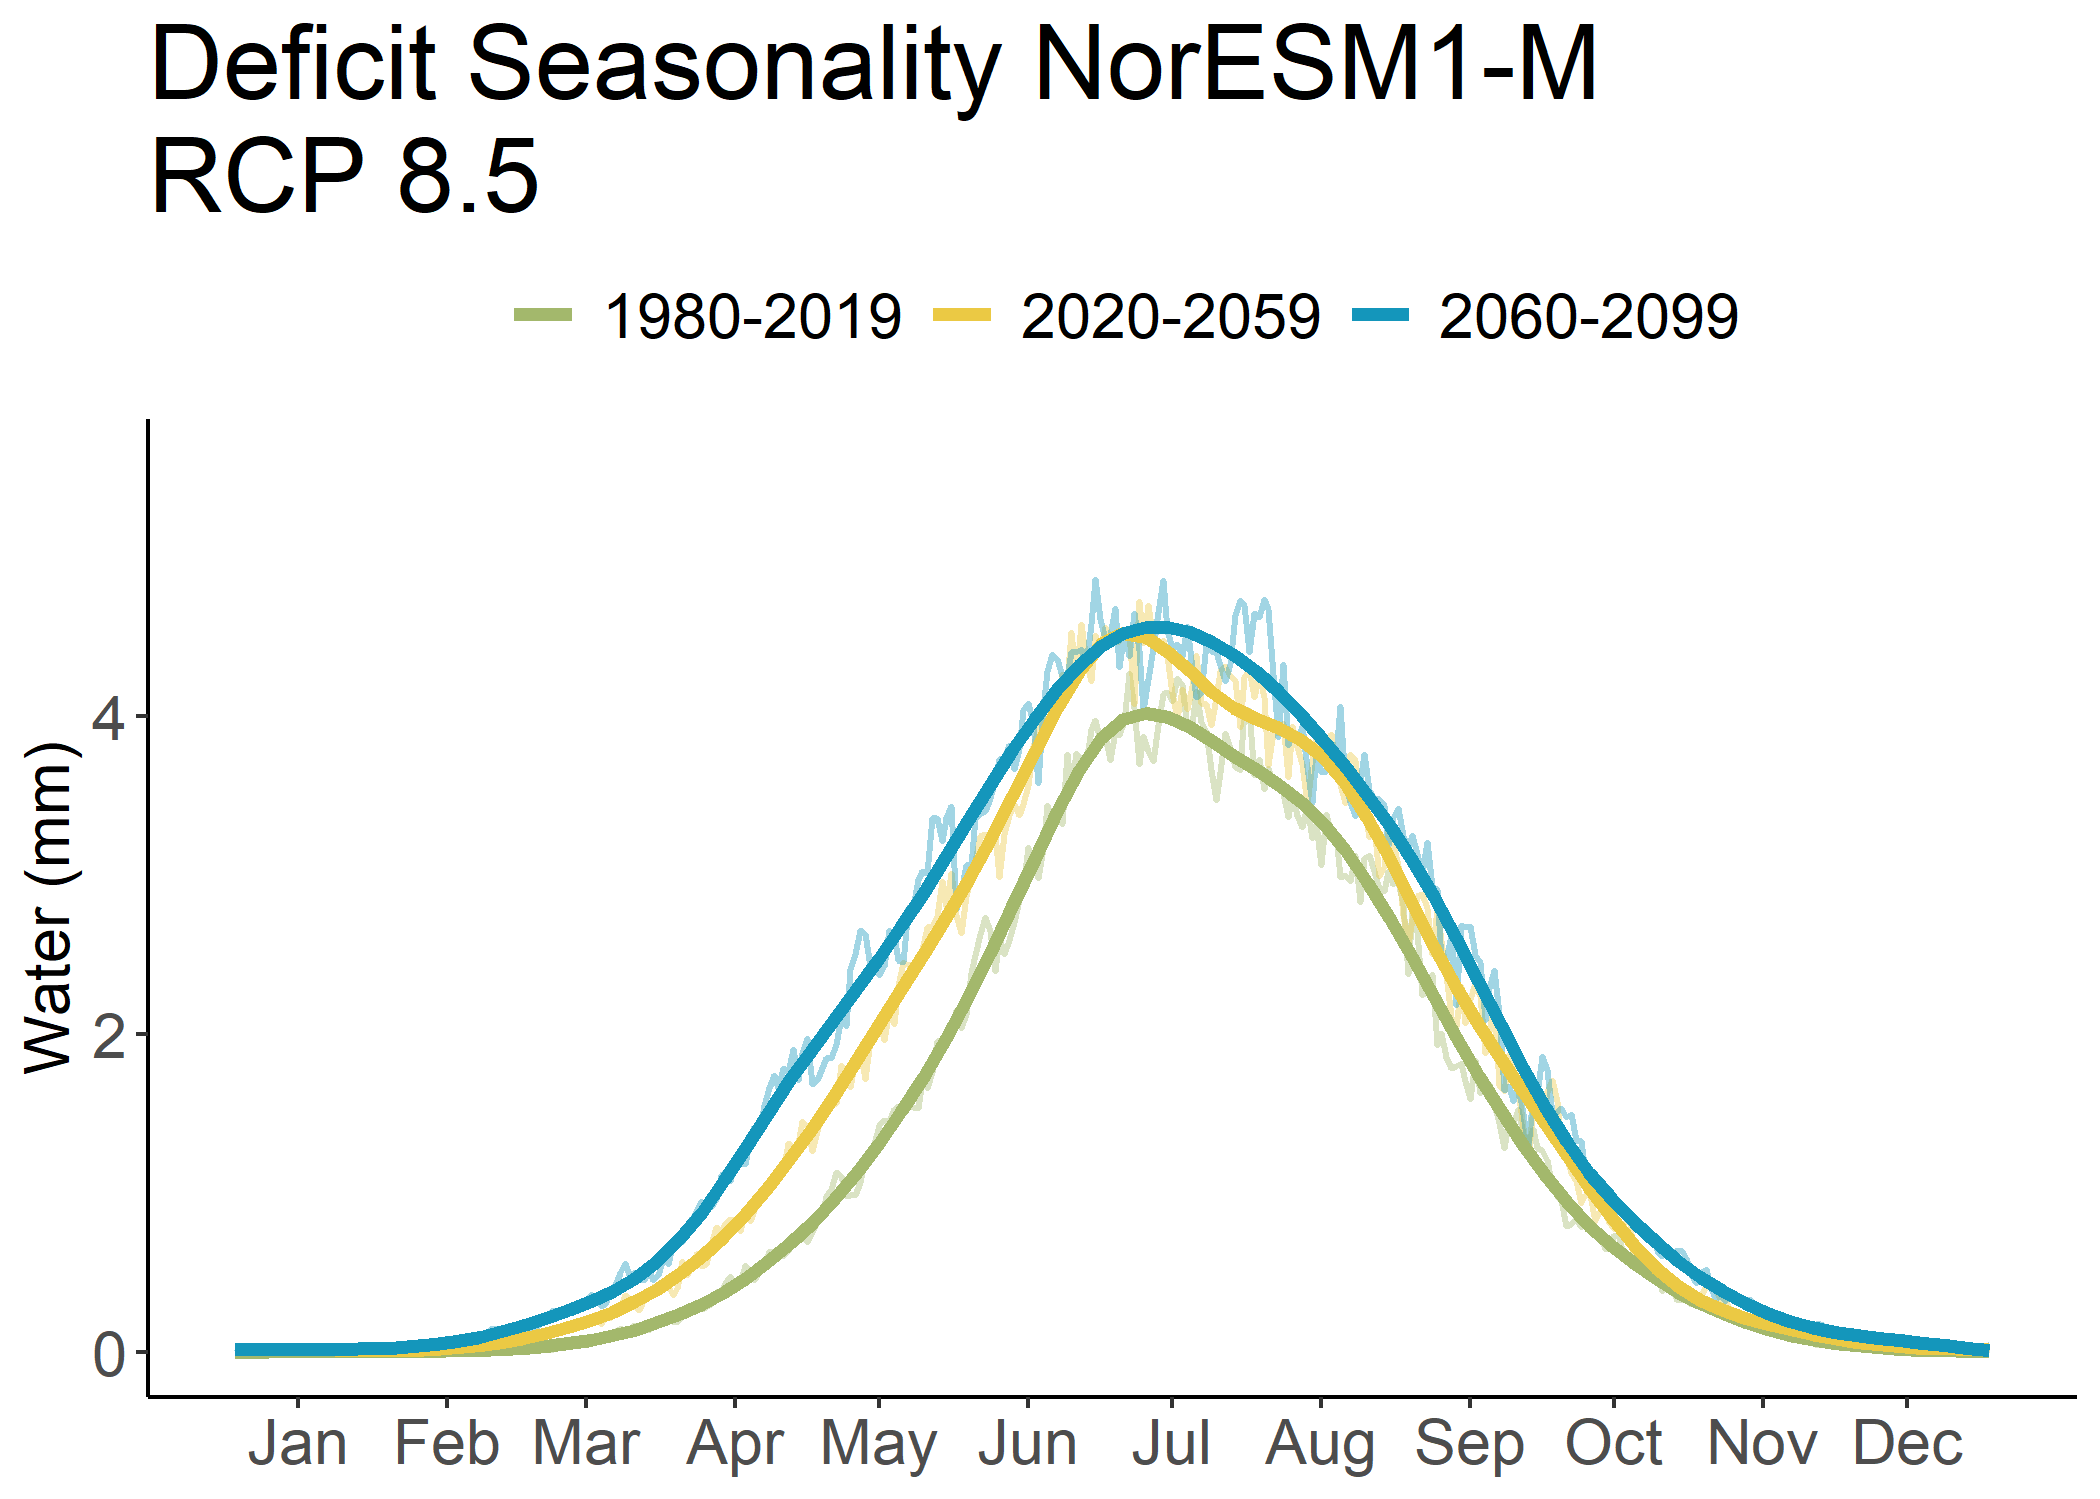 Deficit Seasonality NorESM1-M
RCP 8.5
1980-2019 2020-2059 2060-2099
Water (mm)
4
2
0
Jan Feb Mar Apr May Jun Jul Aug Sep Oct Nov Dec